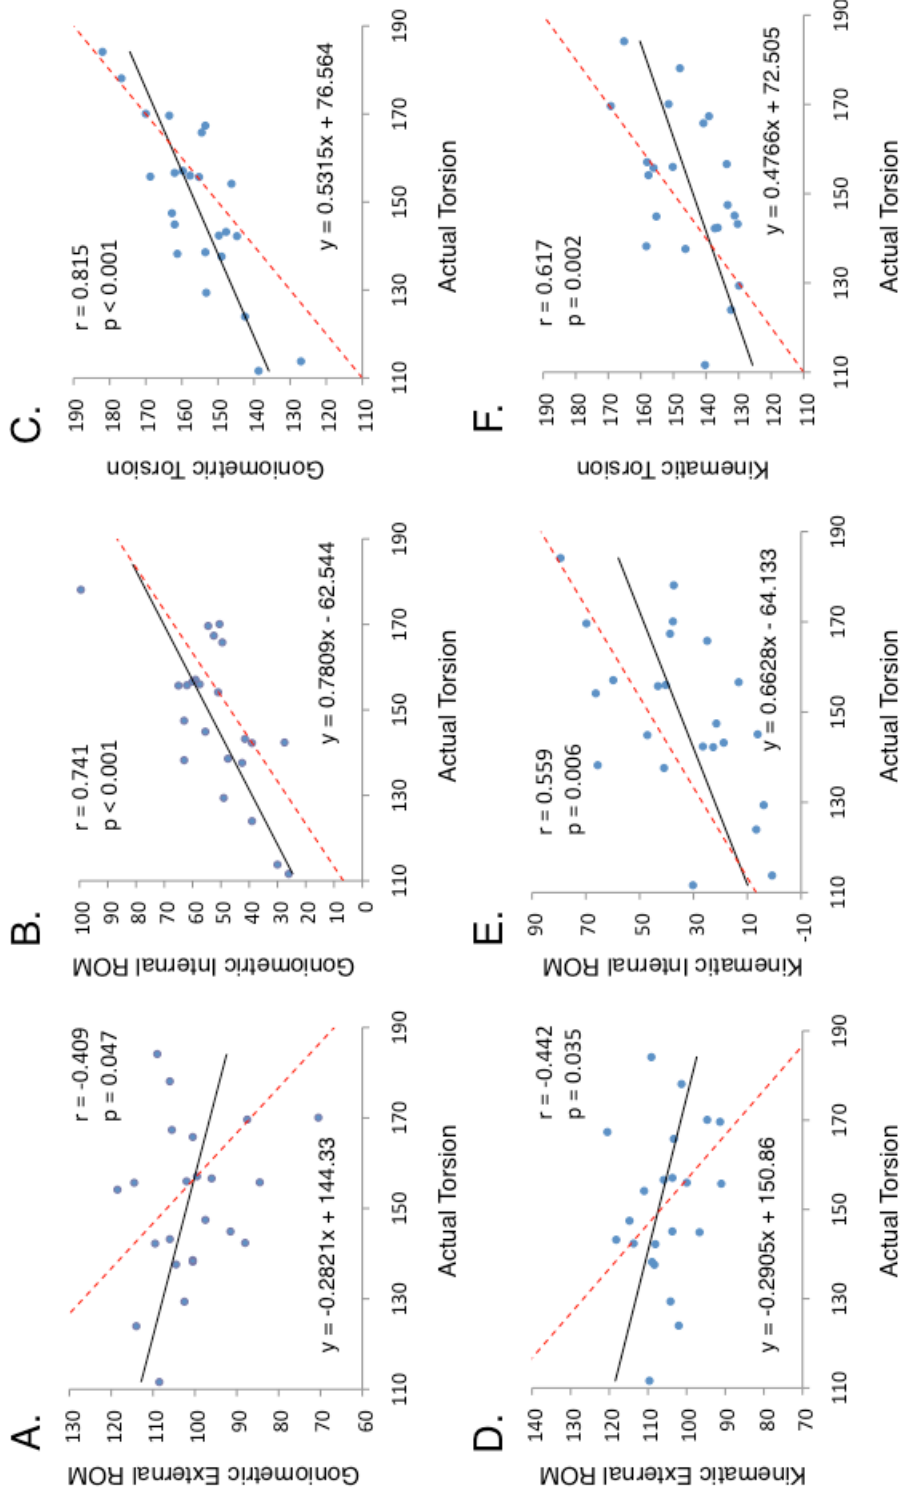 A.
Goniometric External ROM
130
120
110
100
90
80
70
60
r = -0.409
p = 0.047
y = -0.2821x + 144.33
110
130
150
170
190
Actual Torsion
B.
Goniometric Internal ROM
100
90
80
70
60
50
40
30
20
10
0
r = 0.741
p < 0.001
y = 0.7809x - 62.544
110
130
150
170
190
Actual Torsion
C.
Goniometric Torsion
190
180
170
160
150
140
130
120
110
r = 0.815
p < 0.001
y = 0.5315x + 76.564
110
130
150
170
190
Actual Torsion
D.
Kinematic External ROM
140
130
120
110
100
90
80
70
r = -0.442
p = 0.035
y = -0.2905x + 150.86
110
130
150
170
190
Actual Torsion
E.
Kinematic Internal ROM
90
70
50
30
10
-10
r = 0.559
p = 0.006
y = 0.6628x - 64.133
110
130
150
170
190
Actual Torsion
F.
Kinematic Torsion
190
180
170
160
150
140
130
120
110
r = 0.617
p = 0.002
y = 0.4766x + 72.505
110
130
150
170
190
Actual Torsion